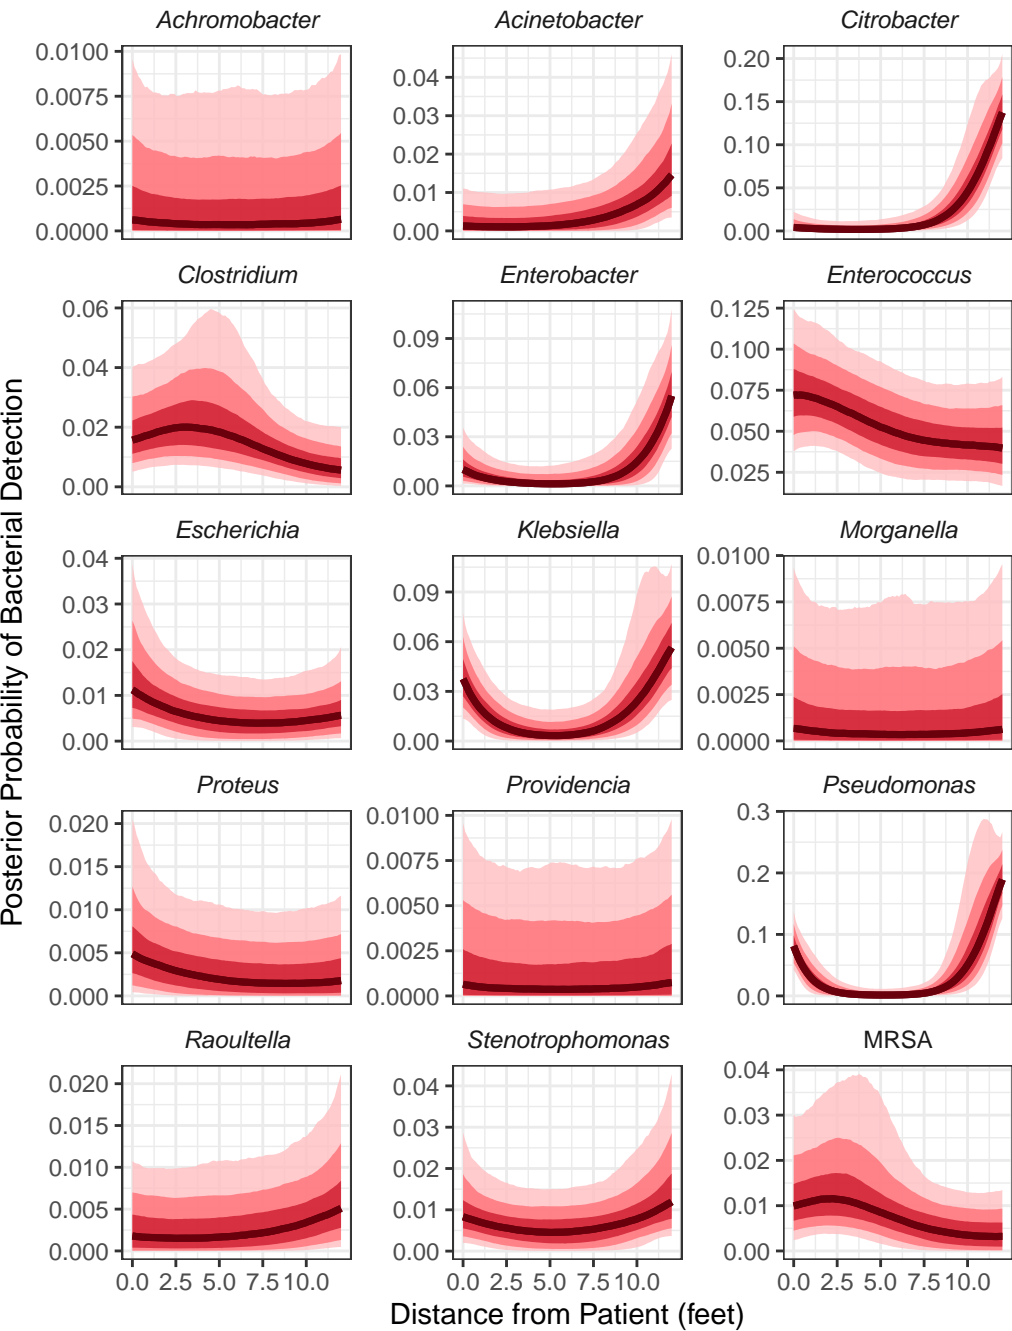 Achromobacter Acinetobacter Citrobacter
0.0100 0.0075 0.0050 0.0025 0.0000
0.04 0.03 0.02 0.01 0.00
0.20 0.15 0.10 0.05 0.00
Clostridium Enterobacter Enterococcus
0.06 0.04 0.02 0.00
0.09 0.06 0.03 0.00
0.125 0.100 0.075 0.050 0.025
Escherichia Klebsiella Morganella
0.04 0.03 0.02 0.01 0.00
0.09 0.06 0.03 0.00
0.0100 0.0075 0.0050 0.0025 0.0000
Proteus Providencia Pseudomonas
0.020 0.015 0.010 0.005 0.000
0.0100 0.0075 0.0050 0.0025 0.0000
0.3 0.2 0.1 0.0
Raoultella Stenotrophomonas MRSA
0.020 0.015 0.010 0.005 0.000
0.04 0.03 0.02 0.01 0.00
0.04 0.03 0.02 0.01 0.00
0.0 2.5 5.0 7.5 10.0 0.0 2.5 5.0 7.5 10.0 0.0 2.5 5.0 7.5 10.0
Distance from Patient (feet)
Posterior Probability of Bacterial Detection